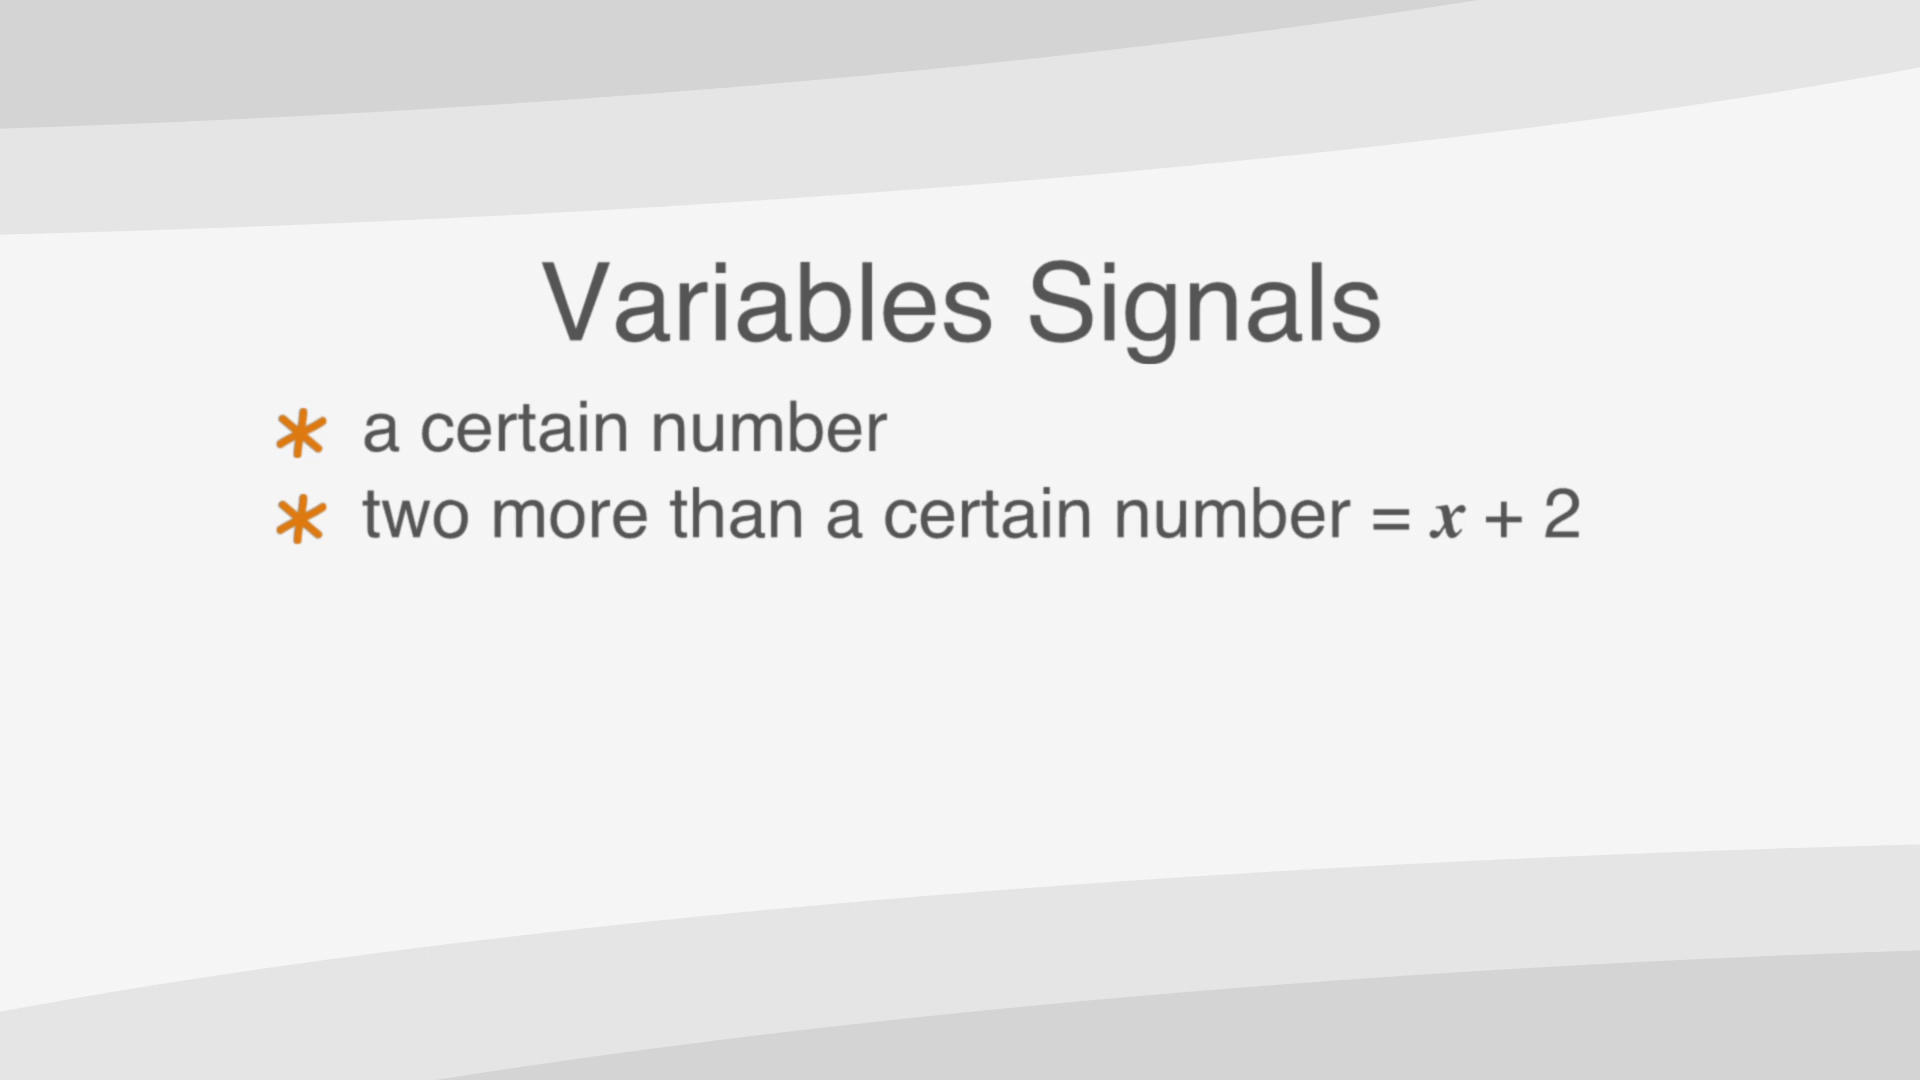 Variables Signals
* a certain number
* two more than a certain number = x + 2